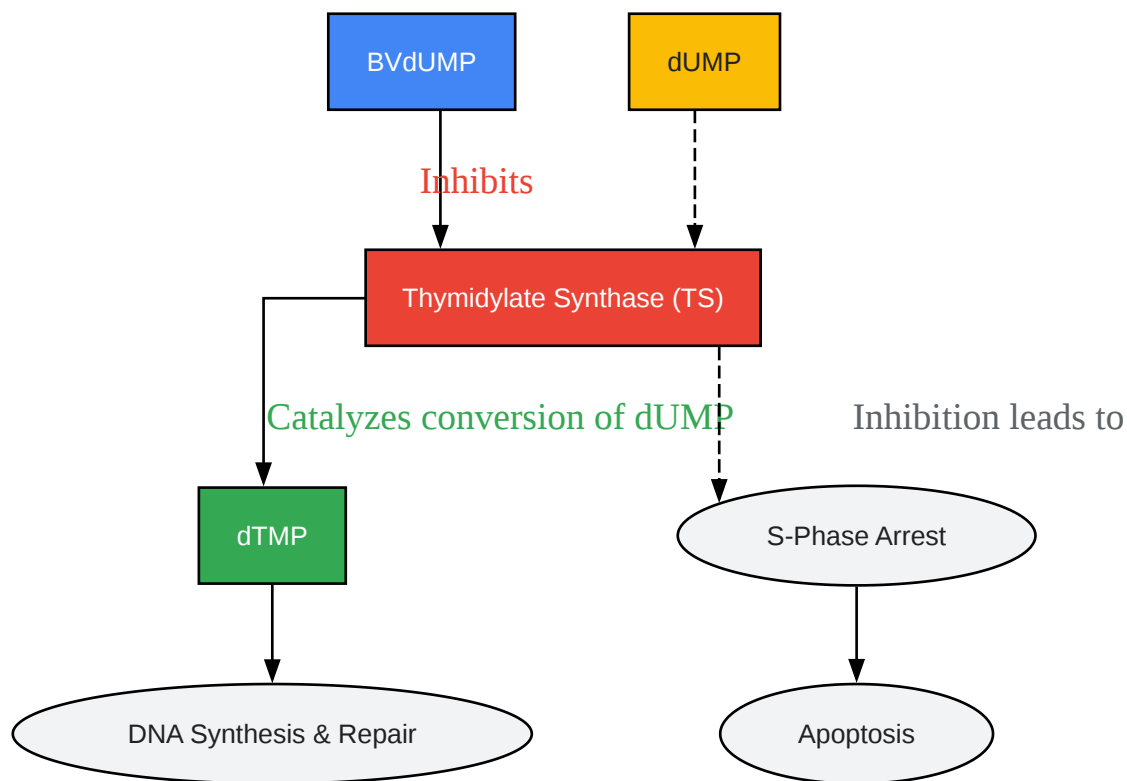 BVdUMP
dUMP
Inhibits
Thymidylate Synthase (TS)
Catalyzes conversion of dUMP
Inhibition leads to
dTMP
S-Phase Arrest
DNA Synthesis & Repair
Apoptosis